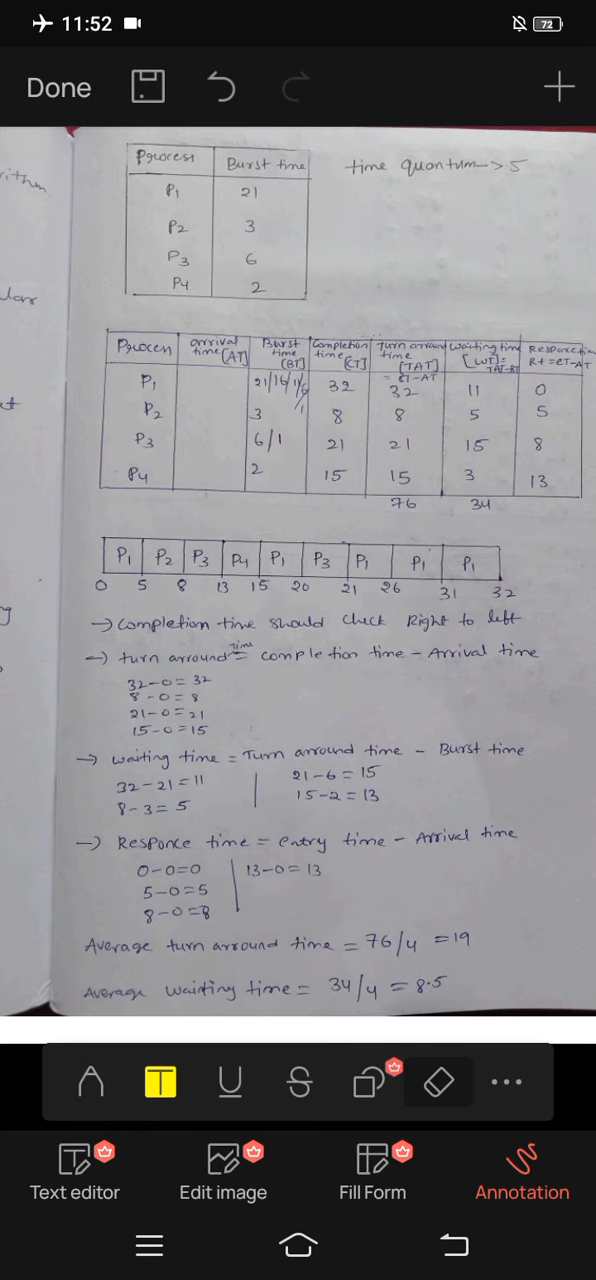 11:52
72
Done
Process Burst time
time quantum -> 5
P1 21
P2 3
P3 6
P4 2
Process arrival time [AT] Burst time [BT] Completion time [CT] Turn arround time [TAT] = CT-AT waiting time [WT]= TAT-BT Responce time
Rt=CT-AT
P1 21/16/11/6/1 32 32 11 0
P2 3 8 8 5 5
P3 6/1 21 21 15 8
P4 2 15 15 3 13
76 34
P1 P2 P3 P4 P1 P3 P1 P1 P1
0 5 8 13 15 20 21 26 31 32
-> Completion time should check Right to left
-> turn arround time = completion time - Arrival time
32-0=32
8-0=8
21-0=21
15-0=15
-> waiting time = Turn arround time - Burst time
32-21=11 21-6=15
8-3=5 15-2=13
-> Responce time = entry time - Arrival time
0-0=0 13-0=13
5-0=5
8-0=8
Average turn arround time = 76/4 =19
Average waiting time = 34/4 = 8.5
T
U
S
Text editor
Edit image
Fill Form
Annotation